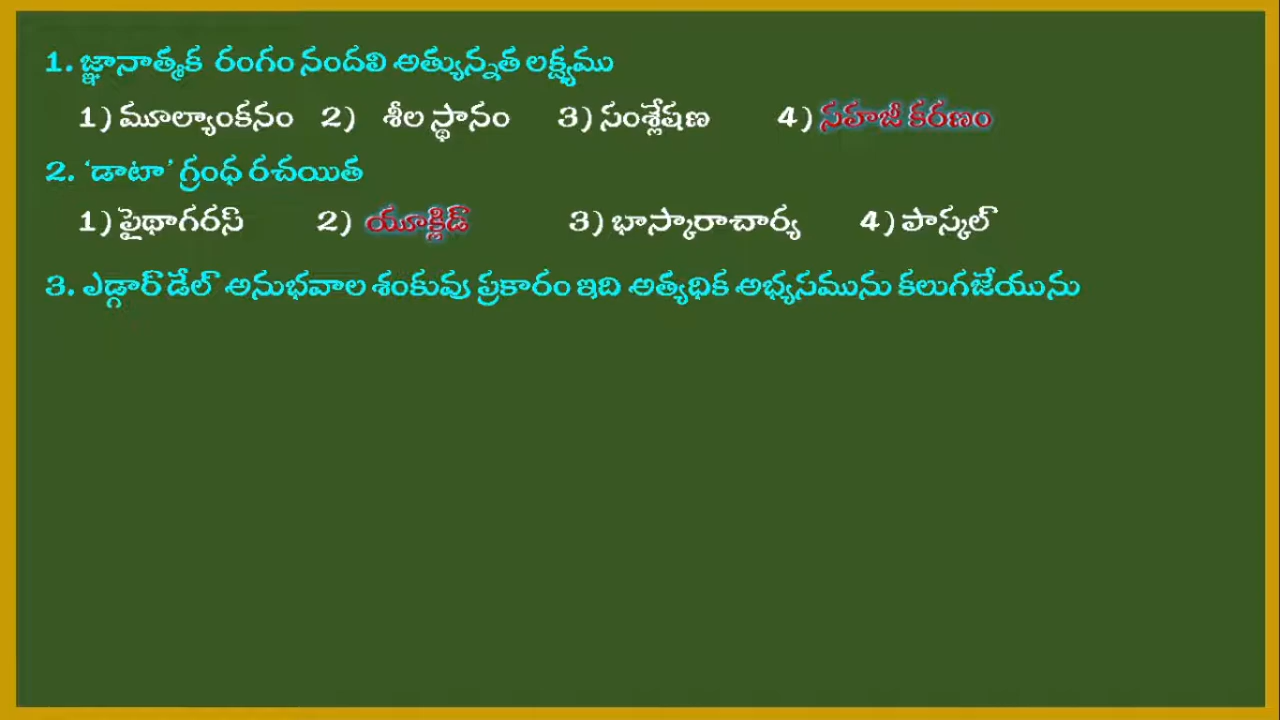 1. జ్ఞానాత్మక రంగం నందలి అత్యున్నత లక్ష్యము
1) మూల్యాంకనం 2) శీల స్థానం 3) సంశ్లేషణ 4) సహజీ కరణం
2. ‘డాటా’ గ్రంధ రచయిత
1) పైథాగరస్ 2) యూక్లిడ్ 3) భాస్కారాచార్య 4) పాస్కల్
3. ఎడ్గార్ డేల్ అనుభవాల శంకువు ప్రకారం ఇది అత్యధిక అభ్యసమును కలుగజేయును